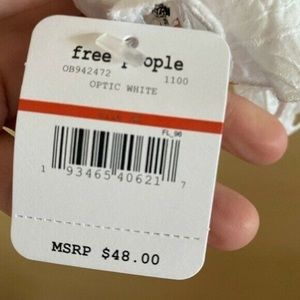 free people
OB942472 1100
OPTIC WHITE
FL_96
1 93465 40621 7
MSRP $48.00